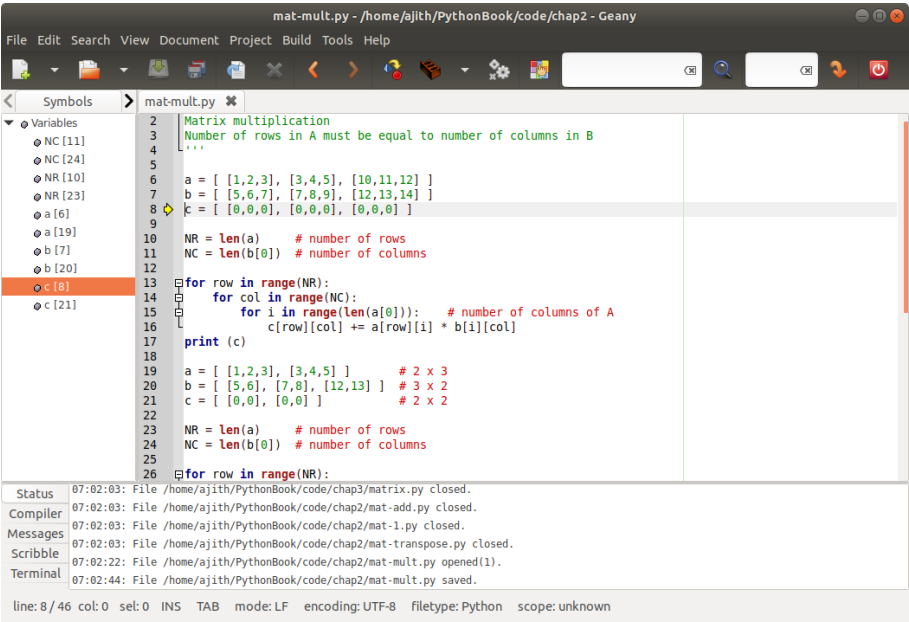 mat-mult.py - /home/ajith/PythonBook/code/chap2 - Geany
File Edit Search View Document Project Build Tools Help
Symbols
mat-mult.py
Variables
NC [11]
NC [24]
NR [10]
NR [23]
a [6]
a [19]
b [7]
b [20]
c [8]
c [21]
2 Matrix multiplication
3 Number of rows in A must be equal to number of columns in B
4 '''
5
6 a = [ [1,2,3], [3,4,5], [10,11,12] ]
7 b = [ [5,6,7], [7,8,9], [12,13,14] ]
8 c = [ [0,0,0], [0,0,0], [0,0,0] ]
9
10 NR = len(a)     # number of rows
11 NC = len(b[0])  # number of columns
12
13 for row in range(NR):
14     for col in range(NC):
15         for i in range(len(a[0])):    # number of columns of A
16             c[row][col] += a[row][i] * b[i][col]
17 print (c)
18
19 a = [ [1,2,3], [3,4,5] ]       # 2 x 3
20 b = [ [5,6], [7,8], [12,13] ]  # 3 x 2
21 c = [ [0,0], [0,0] ]           # 2 x 2
22
23 NR = len(a)     # number of rows
24 NC = len(b[0])  # number of columns
25
26 for row in range(NR):
Status
Compiler
Messages
Scribble
Terminal
07:02:03: File /home/ajith/PythonBook/code/chap3/matrix.py closed.
07:02:03: File /home/ajith/PythonBook/code/chap2/mat-add.py closed.
07:02:03: File /home/ajith/PythonBook/code/chap2/mat-1.py closed.
07:02:03: File /home/ajith/PythonBook/code/chap2/mat-transpose.py closed.
07:02:22: File /home/ajith/PythonBook/code/chap2/mat-mult.py opened(1).
07:02:44: File /home/ajith/PythonBook/code/chap2/mat-mult.py saved.
line: 8 / 46 col: 0 sel: 0 INS TAB mode: LF encoding: UTF-8 filetype: Python scope: unknown